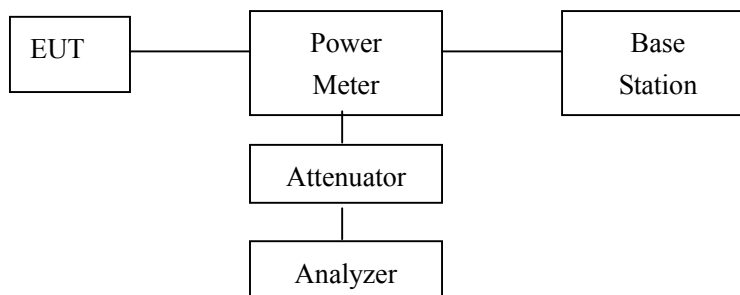 EUT
Power
Meter
Base
Station
Attenuator
Analyzer